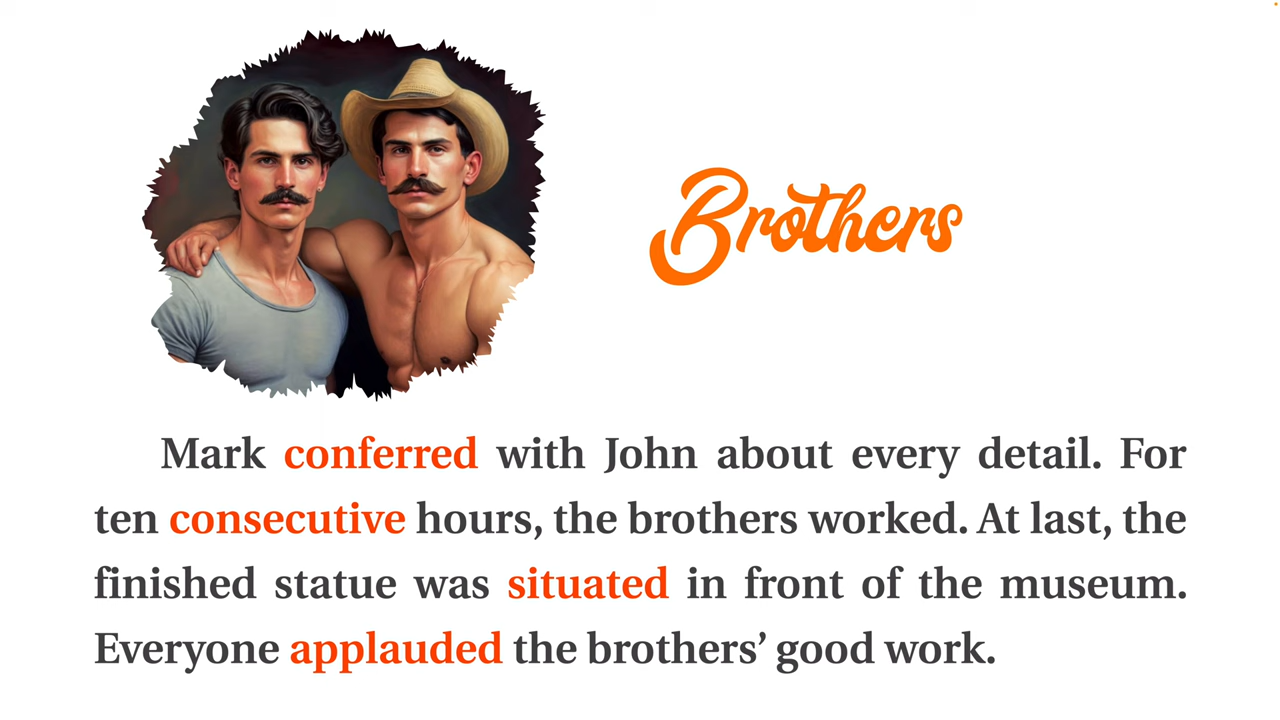 Brothers
Mark conferred with John about every detail. For
ten consecutive hours, the brothers worked. At last, the
finished statue was situated in front of the museum.
Everyone applauded the brothers’ good work.